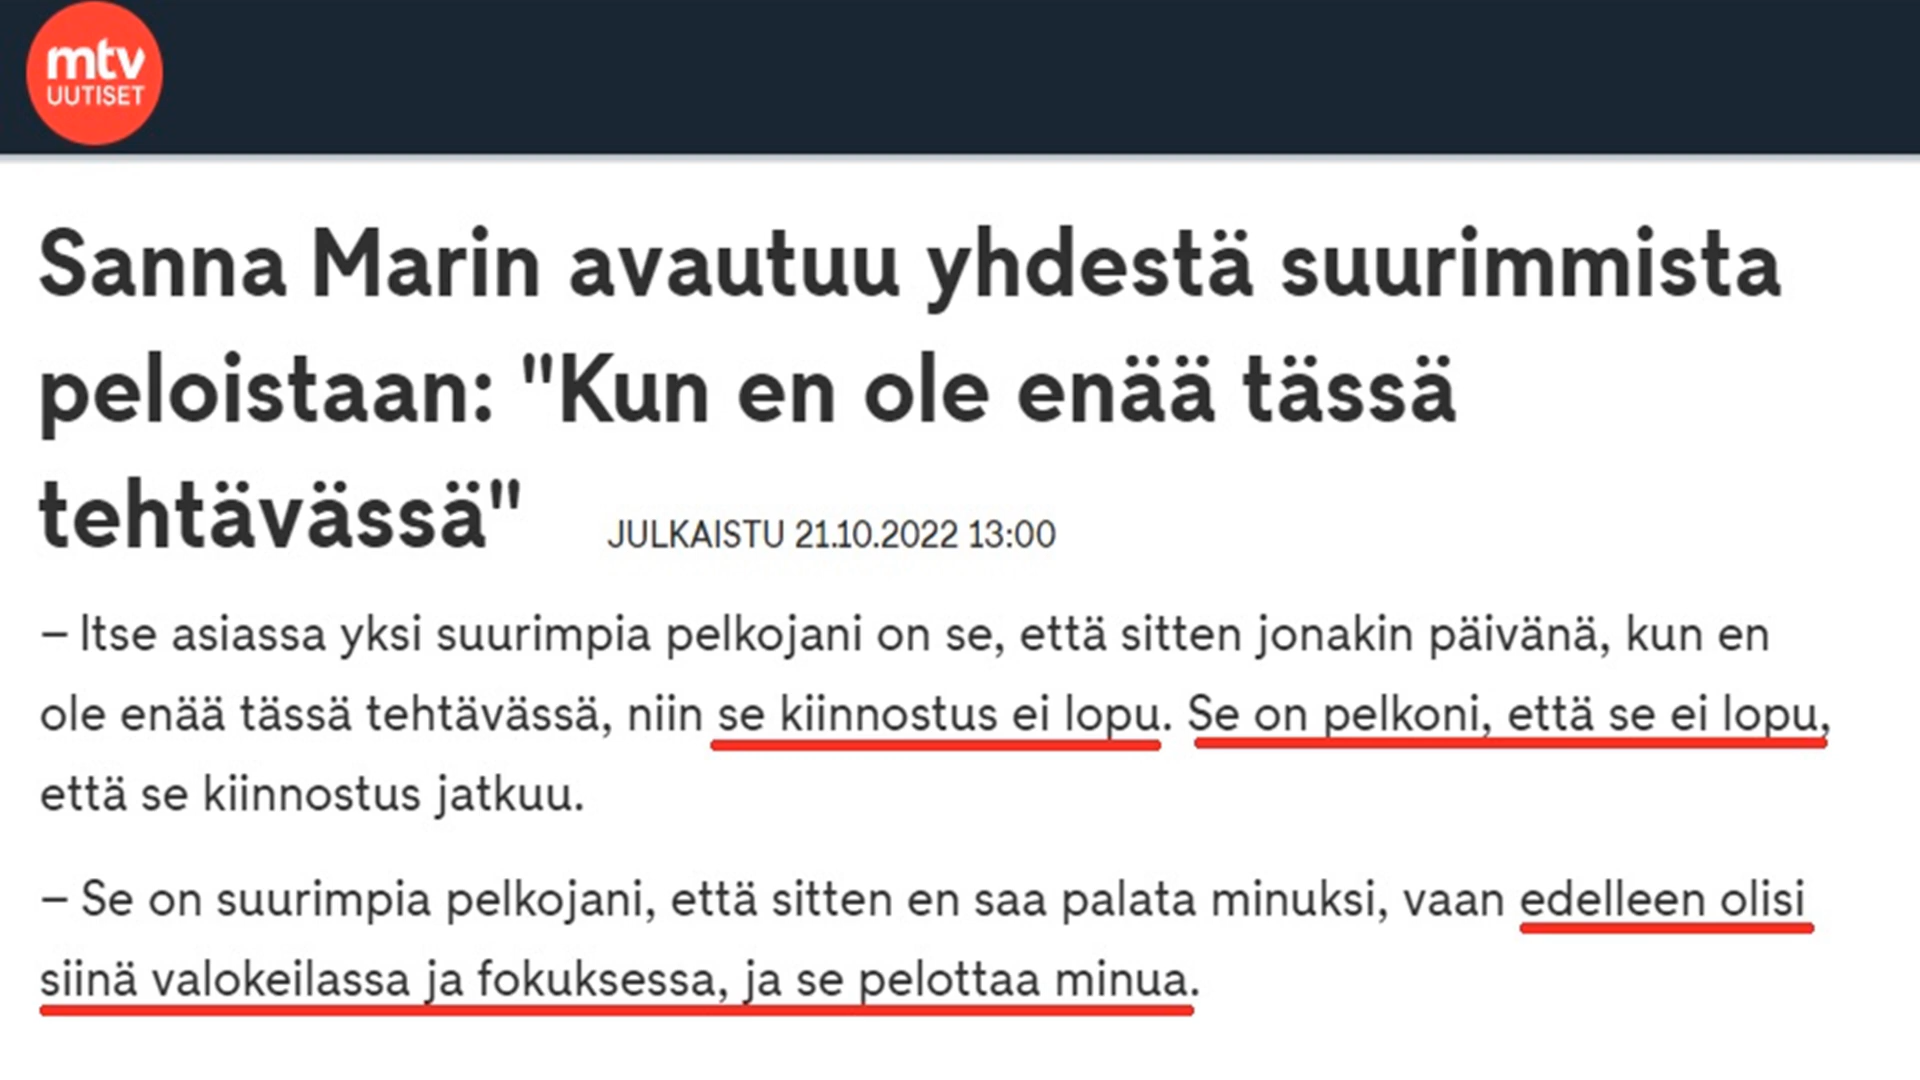 mtv
UUTISET
Sanna Marin avautuu yhdestä suurimmista
peloistaan: "Kun en ole enää tässä
tehtävässä"
JULKAISTU 21.10.2022 13:00
– Itse asiassa yksi suurimpia pelkojani on se, että sitten jonakin päivänä, kun en
ole enää tässä tehtävässä, niin se kiinnostus ei lopu. Se on pelkoni, että se ei lopu,
että se kiinnostus jatkuu.
– Se on suurimpia pelkojani, että sitten en saa palata minuksi, vaan edelleen olisi
siinä valokeilassa ja fokuksessa, ja se pelottaa minua.